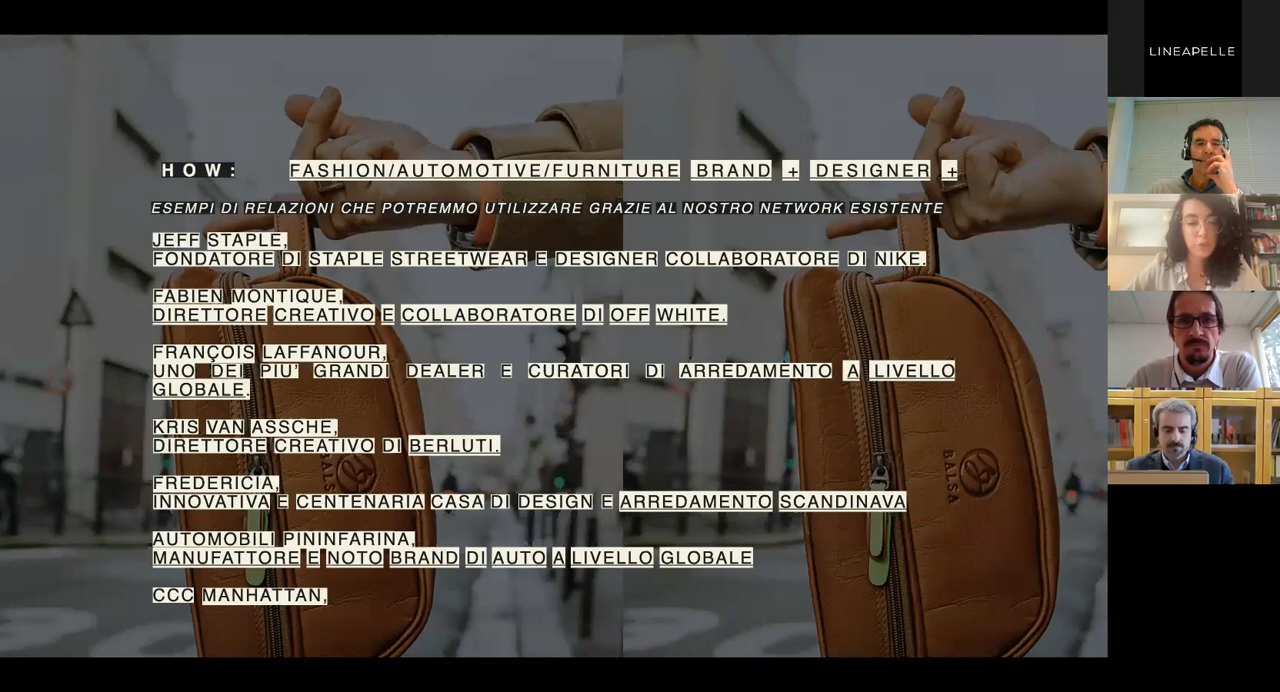 LINEAPELLE
HOW: FASHION/AUTOMOTIVE/FURNITURE BRAND + DESIGNER +
ESEMPI DI RELAZIONI CHE POTREMMO UTILIZZARE GRAZIE AL NOSTRO NETWORK ESISTENTE
JEFF STAPLE,
FONDATORE DI STAPLE STREETWEAR E DESIGNER COLLABORATORE DI NIKE.
FABIEN MONTIQUE,
DIRETTORE CREATIVO E COLLABORATORE DI OFF WHITE.
FRANÇOIS LAFFANOUR,
UNO DEI PIU' GRANDI DEALER E CURATORI DI ARREDAMENTO A LIVELLO
GLOBALE.
KRIS VAN ASSCHE,
DIRETTORE CREATIVO DI BERLUTI.
FREDERICIA,
INNOVATIVA E CENTENARIA CASA DI DESIGN E ARREDAMENTO SCANDINAVA
AUTOMOBILI PININFARINA,
MANUFATTORE E NOTO BRAND DI AUTO A LIVELLO GLOBALE
CCC MANHATTAN,
BALSA
BALSA